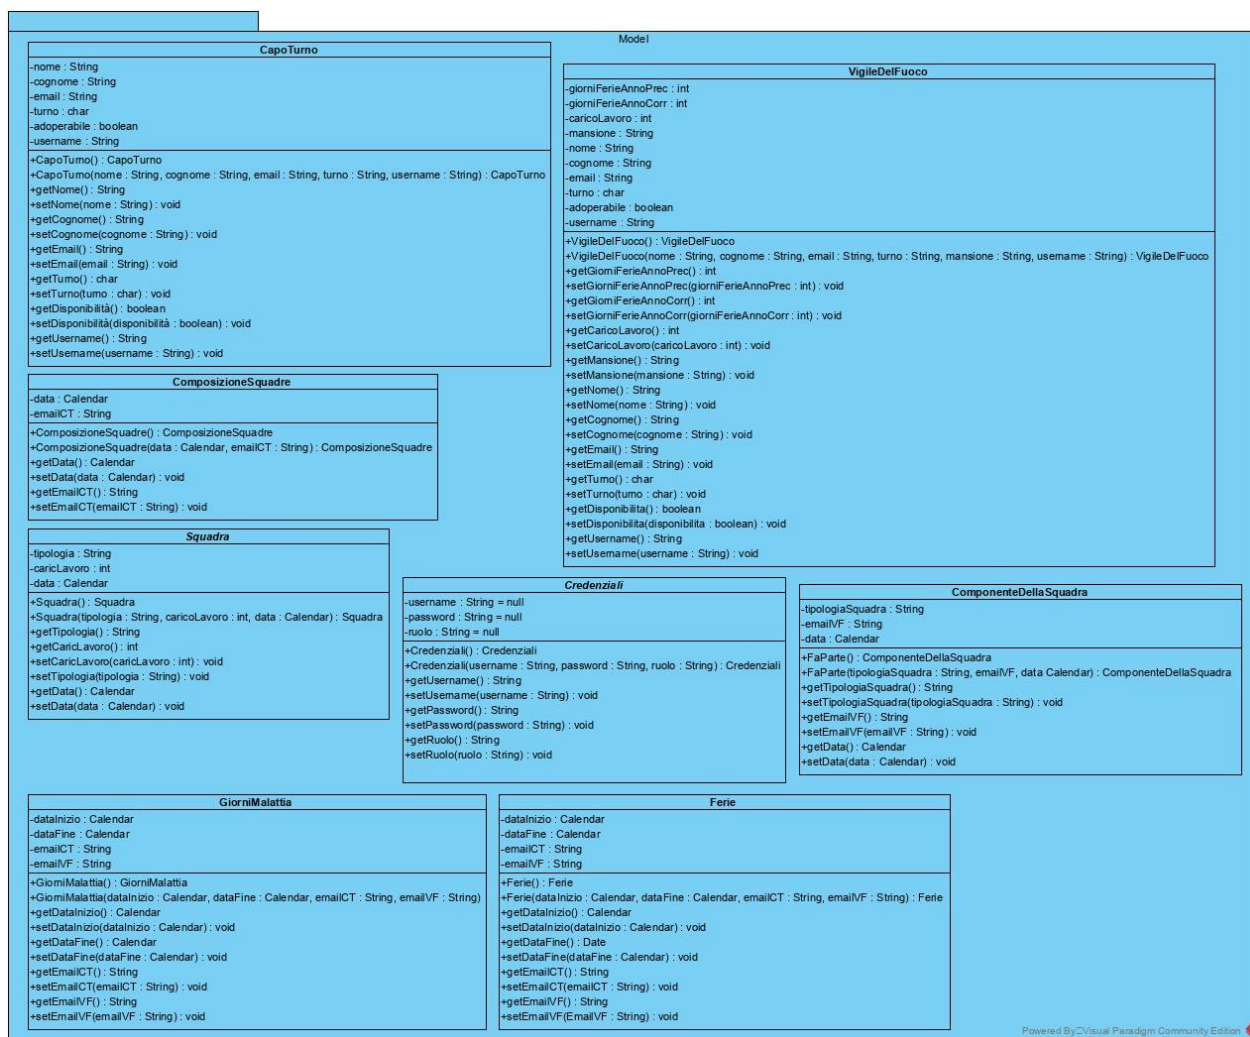 Model
CapoTurno
-nome : String
-cognome : String
-email : String
-turno : char
-adoperabile : boolean
-username : String
+CapoTurno() : CapoTurno
+CapoTurno(nome : String, cognome : String, email : String, turno : String, username : String) : CapoTurno
+getNome() : String
+setNome(nome : String) : void
+getCognome() : String
+setCognome(cognome : String) : void
+getEmail() : String
+setEmail(email : String) : void
+getTurno() : char
+setTurno(turno : char) : void
+getDisponibilità() : boolean
+setDisponibilità(disponibilità : boolean) : void
+getUsername() : String
+setUsername(username : String) : void
VigileDelFuoco
-giorniFerieAnnoPrec : int
-giorniFerieAnnoCorr : int
-caricoLavoro : int
-mansione : String
-nome : String
-cognome : String
-email : String
-turno : char
-adoperabile : boolean
-username : String
+VigileDelFuoco() : VigileDelFuoco
+VigileDelFuoco(nome : String, cognome : String, email : String, turno : String, mansione : String, username : String) : VigileDelFuoco
+getGiorniFerieAnnoPrec() : int
+setGiorniFerieAnnoPrec(giorniFerieAnnoPrec : int) : void
+getGiorniFerieAnnoCorr() : int
+setGiorniFerieAnnoCorr(giorniFerieAnnoCorr : int) : void
+getCaricoLavoro() : int
+setCaricoLavoro(caricoLavoro : int) : void
+getMansione() : String
+setMansione(mansione : String) : void
+getNome() : String
+setNome(nome : String) : void
+getCognome() : String
+setCognome(cognome : String) : void
+getEmail() : String
+setEmail(email : String) : void
+getTurno() : char
+setTurno(turno : char) : void
+getDisponibilita() : boolean
+setDisponibilita(disponibilita : boolean) : void
+getUsername() : String
+setUsername(username : String) : void
ComposizioneSquadre
-data : Calendar
-emailCT : String
+ComposizioneSquadre() : ComposizioneSquadre
+ComposizioneSquadre(data : Calendar, emailCT : String) : ComposizioneSquadre
+getData() : Calendar
+setData(data : Calendar) : void
+getEmailCT() : String
+setEmailCT(emailCT : String) : void
Squadra
-tipologia : String
-caricLavoro : int
-data : Calendar
+Squadra() : Squadra
+Squadra(tipologia : String, caricoLavoro : int, data : Calendar) : Squadra
+getTipologia() : String
+getCaricLavoro() : int
+setCaricLavoro(caricLavoro : int) : void
+setTipologia(tipologia : String) : void
+getData() : Calendar
+setData(data : Calendar) : void
Credenziali
-username : String = null
-password : String = null
-ruolo : String = null
+Credenziali() : Credenziali
+Credenziali(username : String, password : String, ruolo : String) : Credenziali
+getUsername() : String
+setUsername(username : String) : void
+getPassword() : String
+setPassword(password : String) : void
+getRuolo() : String
+setRuolo(ruolo : String) : void
ComponenteDellaSquadra
-tipologiaSquadra : String
-emailVF : String
-data : Calendar
+FaParte() : ComponenteDellaSquadra
+FaParte(tipologiaSquadra : String, emailVF, data Calendar) : ComponenteDellaSquadra
+getTipologiaSquadra() : String
+setTipologiaSquadra(tipologiaSquadra : String) : void
+getEmailVF() : String
+setEmailVF(emailVF : String) : void
+getData() : Calendar
+setData(data : Calendar) : void
GiorniMalattia
-dataInizio : Calendar
-dataFine : Calendar
-emailCT : String
-emailVF : String
+GiorniMalattia() : GiorniMalattia
+GiorniMalattia(dataInizio : Calendar, dataFine : Calendar, emailCT : String, emailVF : String)
+getDataInizio() : Calendar
+setDataInizio(dataInizio : Calendar) : void
+getDataFine() : Calendar
+setDataFine(dataFine : Calendar) : void
+getEmailCT() : String
+setEmailCT(emailCT : String) : void
+getEmailVF() : String
+setEmailVF(emailVF : String) : void
Ferie
-dataInizio : Calendar
-dataFine : Calendar
-emailCT : String
-emailVF : String
+Ferie() : Ferie
+Ferie(dataInizio : Calendar, dataFine : Calendar, emailCT : String, emailVF : String) : Ferie
+getDataInizio() : Calendar
+setDataInizio(dataInizio : Calendar) : void
+getDataFine() : Date
+setDataFine(dataFine : Calendar) : void
+getEmailCT() : String
+setEmailCT(emailCT : String) : void
+getEmailVF() : String
+setEmailVF(EmailVF : String) : void
Powered By Visual Paradigm Community Edition